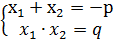 x₁ + x₂ = −p
x₁ · x₂ = q